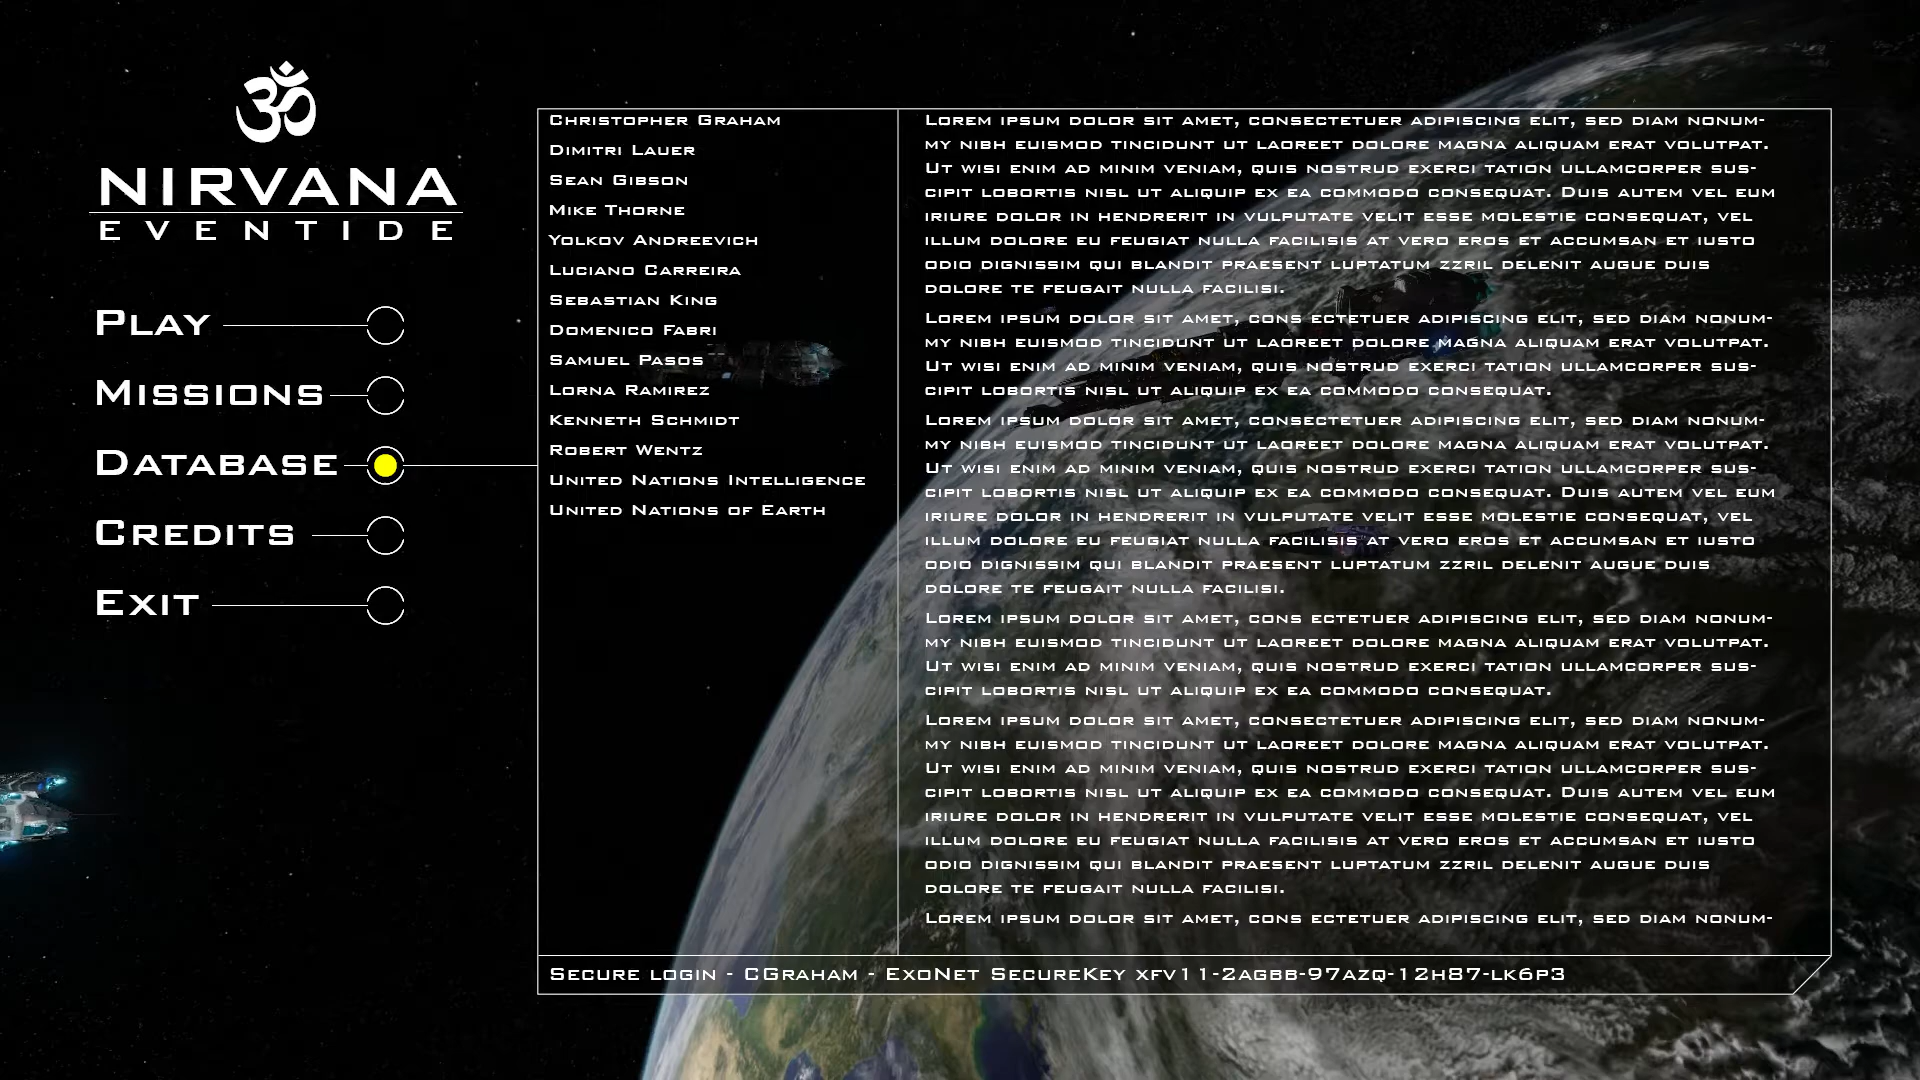 ॐ
NIRVANA
EVENTIDE
Play
Missions
Database
Credits
Exit
Christopher Graham
Dimitri Lauer
Sean Gibson
Mike Thorne
Yolkov Andreevich
Luciano Carreira
Sebastian King
Domenico Fabri
Samuel Pasos
Lorna Ramirez
Kenneth Schmidt
Robert Wentz
United Nations Intelligence
United Nations of Earth
Lorem ipsum dolor sit amet, consectetuer adipiscing elit, sed diam nonum-
my nibh euismod tincidunt ut laoreet dolore magna aliquam erat volutpat.
Ut wisi enim ad minim veniam, quis nostrud exerci tation ullamcorper sus-
cipit lobortis nisl ut aliquip ex ea commodo consequat. Duis autem vel eum
iriure dolor in hendrerit in vulputate velit esse molestie consequat, vel
illum dolore eu feugiat nulla facilisis at vero eros et accumsan et iusto
odio dignissim qui blandit praesent luptatum zzril delenit augue duis
dolore te feugait nulla facilisi.
Lorem ipsum dolor sit amet, cons ectetuer adipiscing elit, sed diam nonum-
my nibh euismod tincidunt ut laoreet dolore magna aliquam erat volutpat.
Ut wisi enim ad minim veniam, quis nostrud exerci tation ullamcorper sus-
cipit lobortis nisl ut aliquip ex ea commodo consequat.
Lorem ipsum dolor sit amet, consectetuer adipiscing elit, sed diam nonum-
my nibh euismod tincidunt ut laoreet dolore magna aliquam erat volutpat.
Ut wisi enim ad minim veniam, quis nostrud exerci tation ullamcorper sus-
cipit lobortis nisl ut aliquip ex ea commodo consequat. Duis autem vel eum
iriure dolor in hendrerit in vulputate velit esse molestie consequat, vel
illum dolore eu feugiat nulla facilisis at vero eros et accumsan et iusto
odio dignissim qui blandit praesent luptatum zzril delenit augue duis
dolore te feugait nulla facilisi.
Lorem ipsum dolor sit amet, cons ectetuer adipiscing elit, sed diam nonum-
my nibh euismod tincidunt ut laoreet dolore magna aliquam erat volutpat.
Ut wisi enim ad minim veniam, quis nostrud exerci tation ullamcorper sus-
cipit lobortis nisl ut aliquip ex ea commodo consequat.
Lorem ipsum dolor sit amet, consectetuer adipiscing elit, sed diam nonum-
my nibh euismod tincidunt ut laoreet dolore magna aliquam erat volutpat.
Ut wisi enim ad minim veniam, quis nostrud exerci tation ullamcorper sus-
cipit lobortis nisl ut aliquip ex ea commodo consequat. Duis autem vel eum
iriure dolor in hendrerit in vulputate velit esse molestie consequat, vel
illum dolore eu feugiat nulla facilisis at vero eros et accumsan et iusto
odio dignissim qui blandit praesent luptatum zzril delenit augue duis
dolore te feugait nulla facilisi.
Lorem ipsum dolor sit amet, cons ectetuer adipiscing elit, sed diam nonum-
Secure login - CGraham - ExoNet SecureKey xfv11-2agbb-97azq-12h87-lk6p3